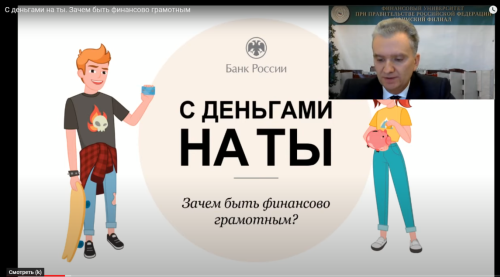 С деньгами на ты. Зачем быть финансово грамотным
ФИНАНСОВЫЙ УНИВЕРСИТЕТ
ПРИ ПРАВИТЕЛЬСТВЕ РОССИЙСКОЙ ФЕДЕРАЦИИ
ФИЛИАЛ
Банк России
С ДЕНЬГАМИ
НА ТЫ
Зачем быть финансово
грамотным?
Смотреть (k)